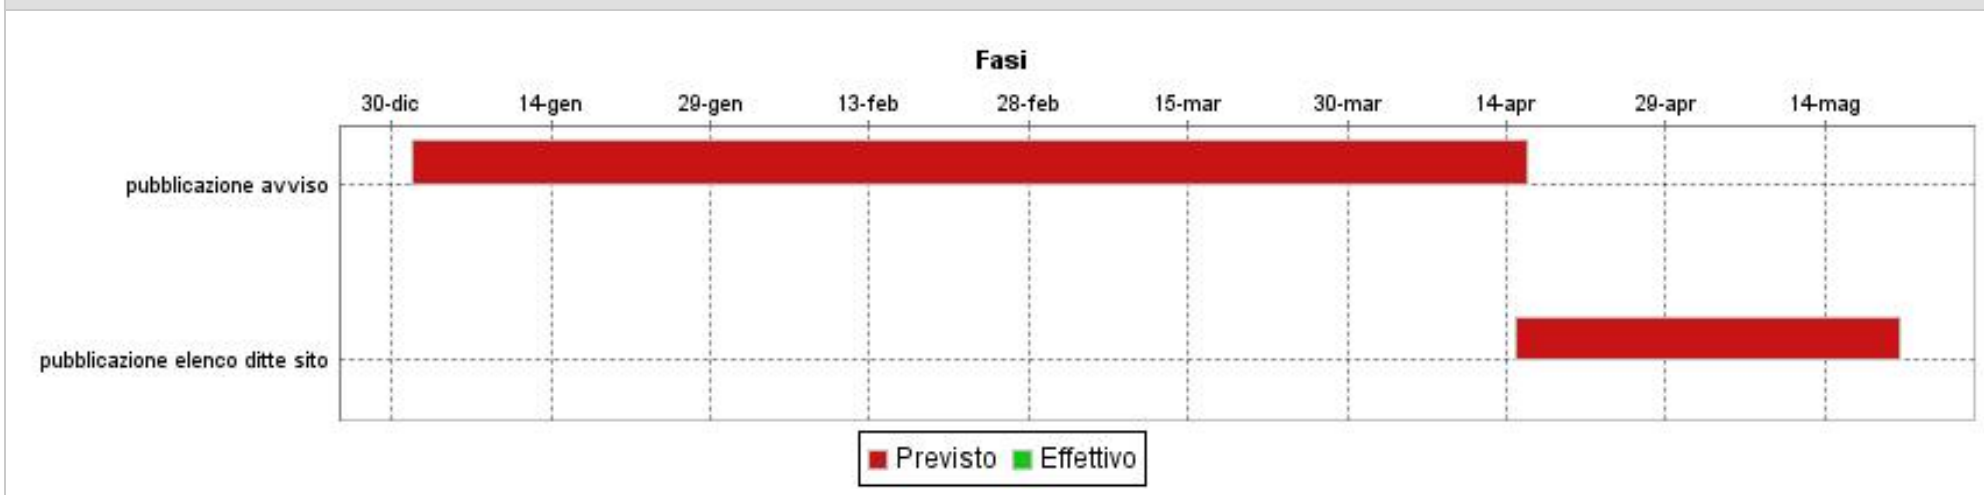 Fasi
30-dic 14-gen 29-gen 13-feb 28-feb 15-mar 30-mar 14-apr 29-apr 14-mag
pubblicazione avviso
pubblicazione elenco ditte sito
Previsto Effettivo